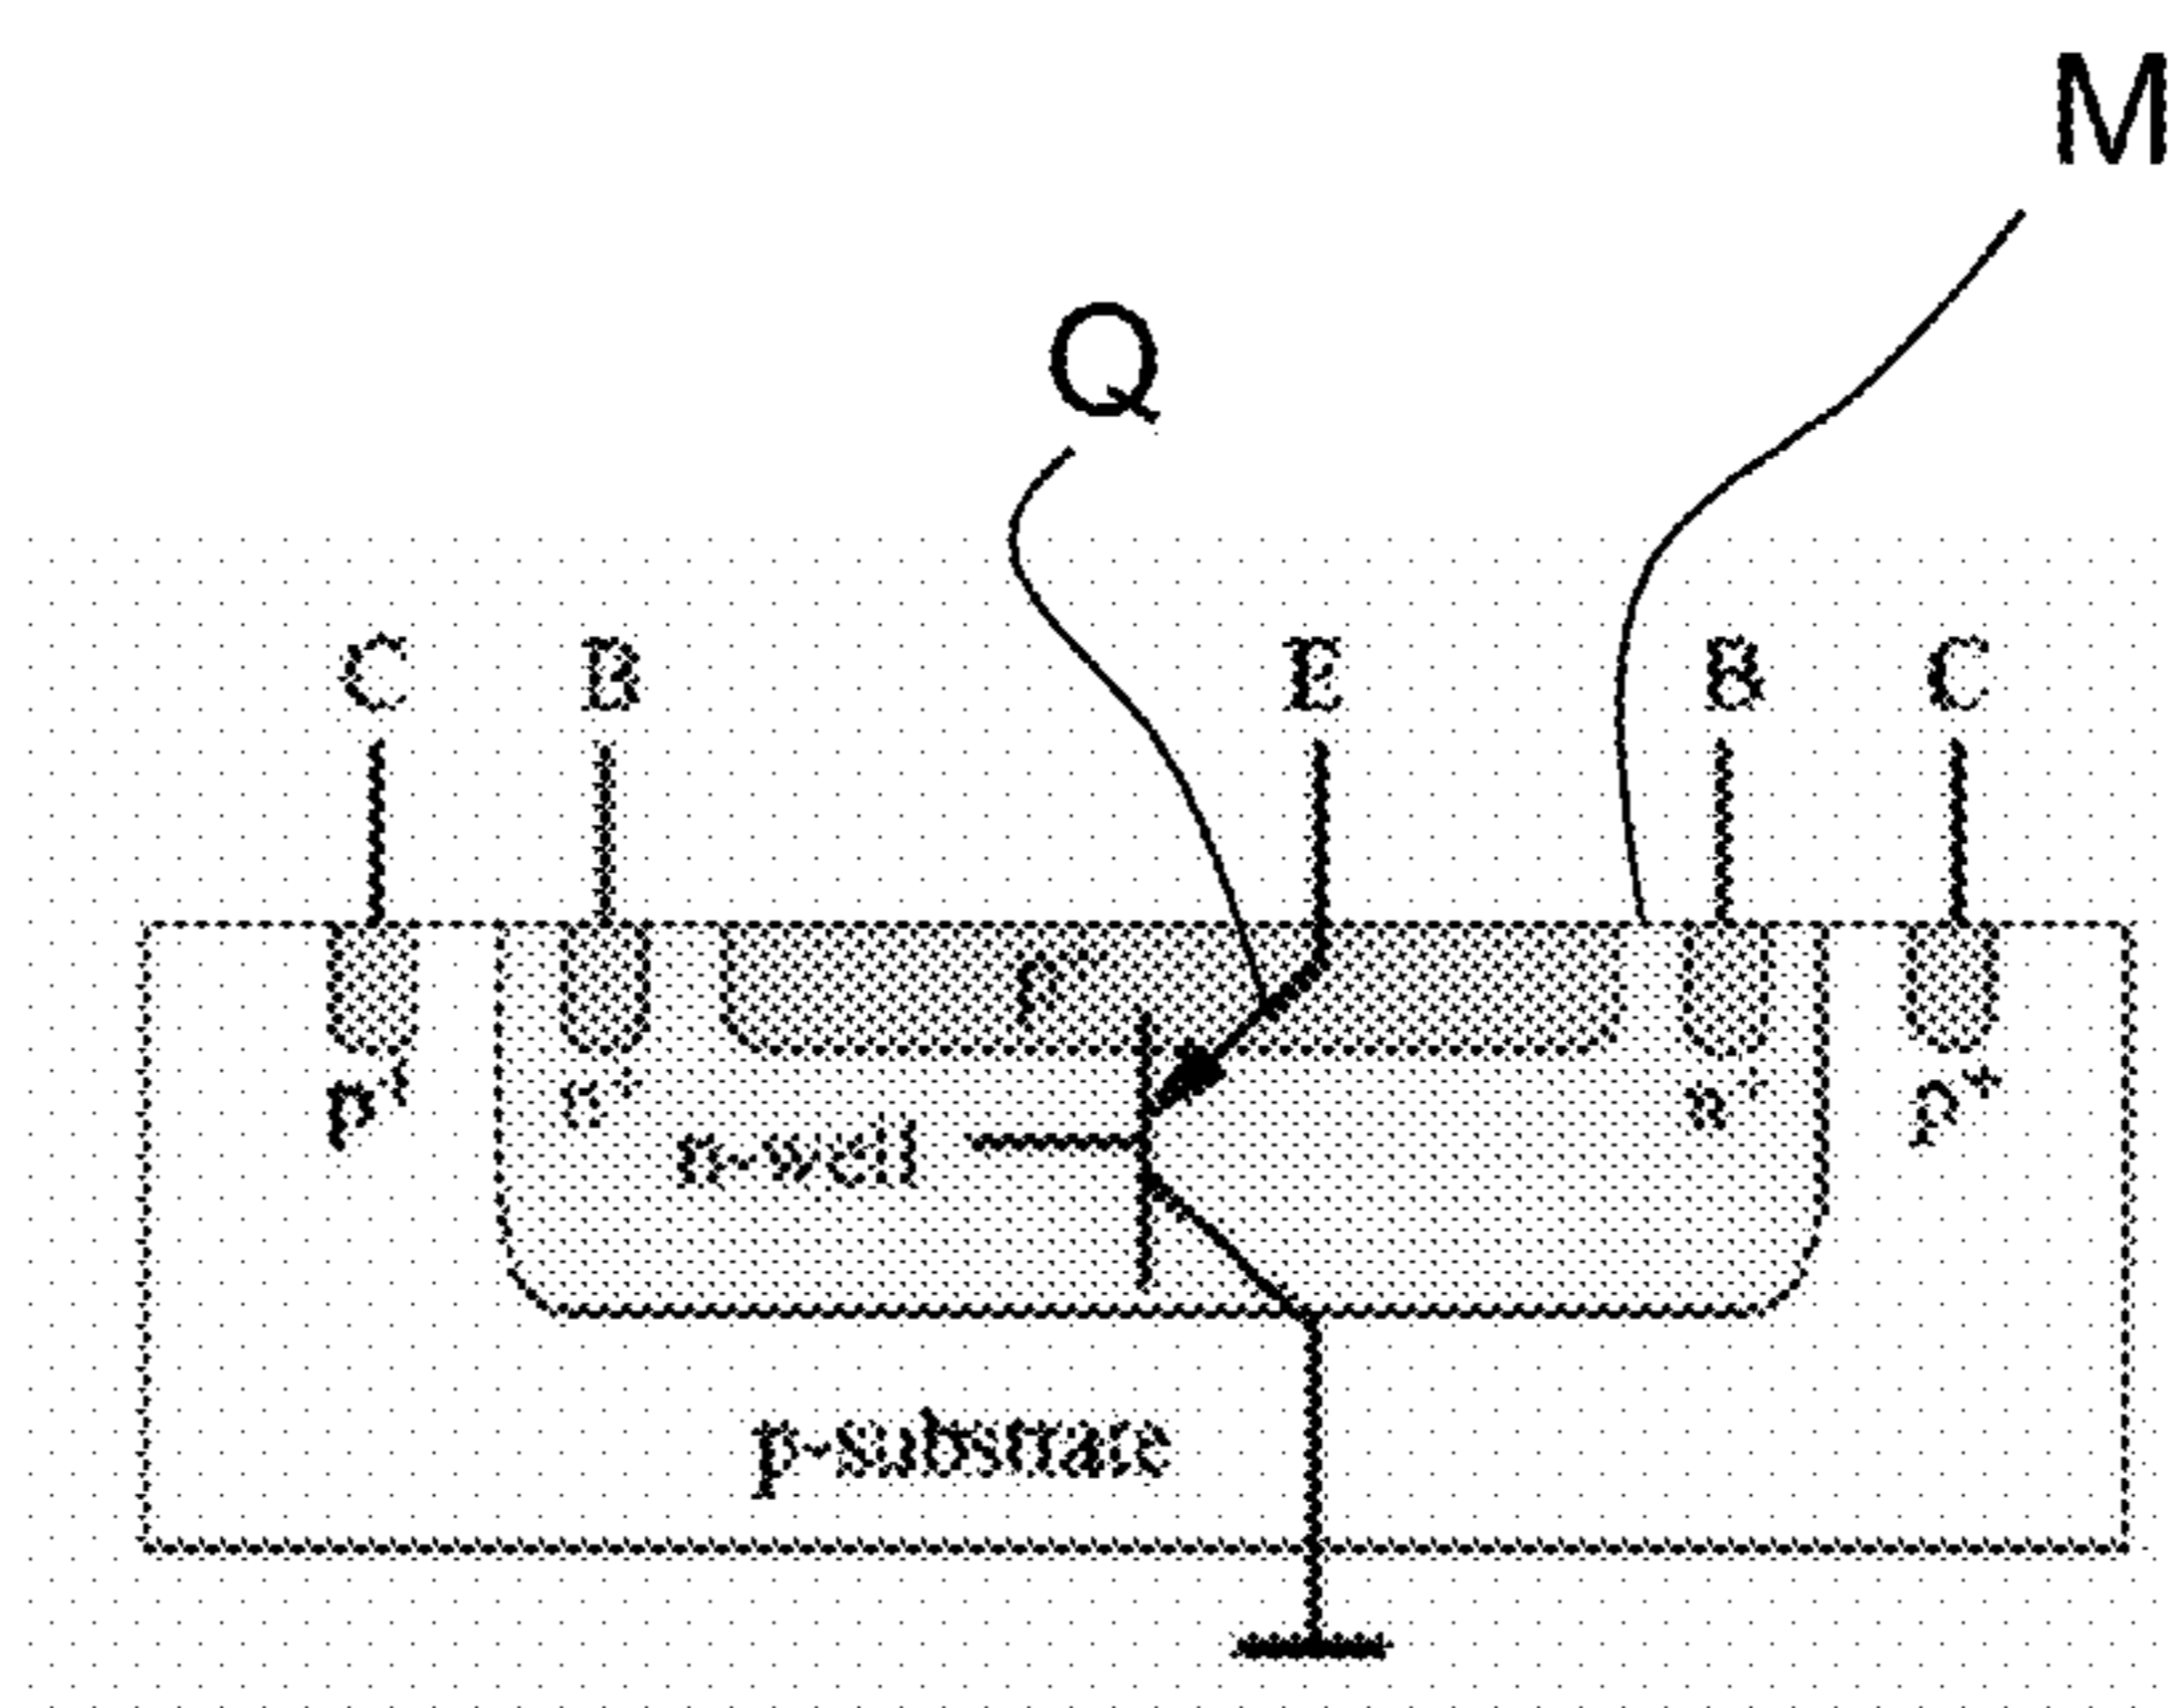 M
Q
C B E B C
p+ n+ n+ p+
n-well
p-substrate